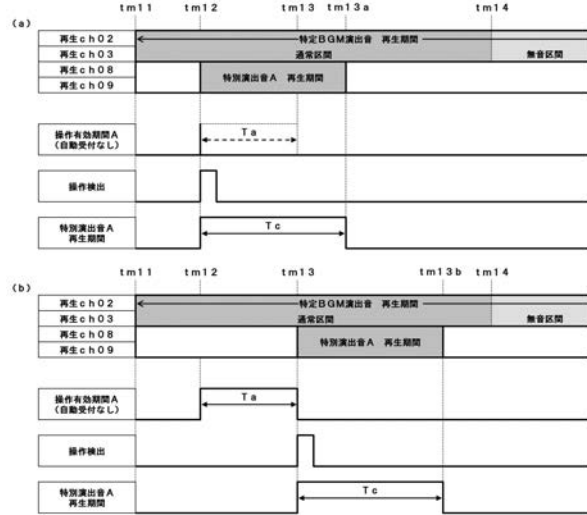 tm11 tm12 tm13 tm13a tm14
(a)
再生ch02 特定BGM演出音 再生期間
再生ch03 通常区間 無音区間
再生ch08 特別演出音A 再生期間
再生ch09
操作有効期間A Ta
(自動受付なし)
操作検出
特別演出音A Tc
再生期間
tm11 tm12 tm13 tm13b tm14
(b)
再生ch02 特定BGM演出音 再生期間
再生ch03 通常区間 無音区間
再生ch08 特別演出音A 再生期間
再生ch09
操作有効期間A Ta
(自動受付なし)
操作検出
特別演出音A Tc
再生期間